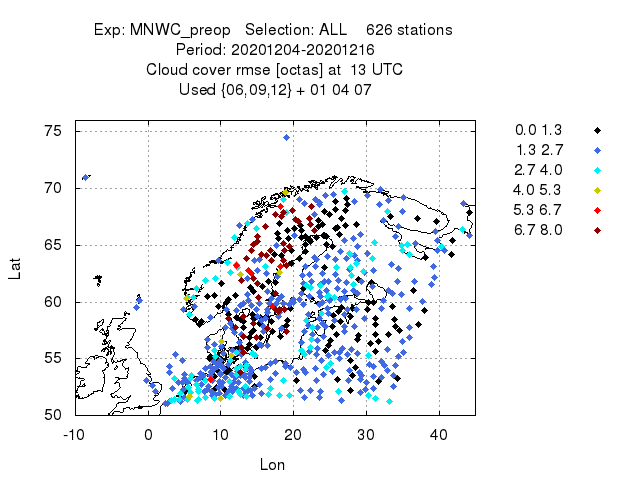 Exp: MNWC_preop   Selection: ALL    626 stations
Period: 20201204-20201216
Cloud cover rmse [octas] at  13 UTC
Used {06,09,12} + 01 04 07
0.0 1.3
1.3 2.7
2.7 4.0
4.0 5.3
5.3 6.7
6.7 8.0
75
70
65
60
55
50
Lat
-10 0 10 20 30 40
Lon